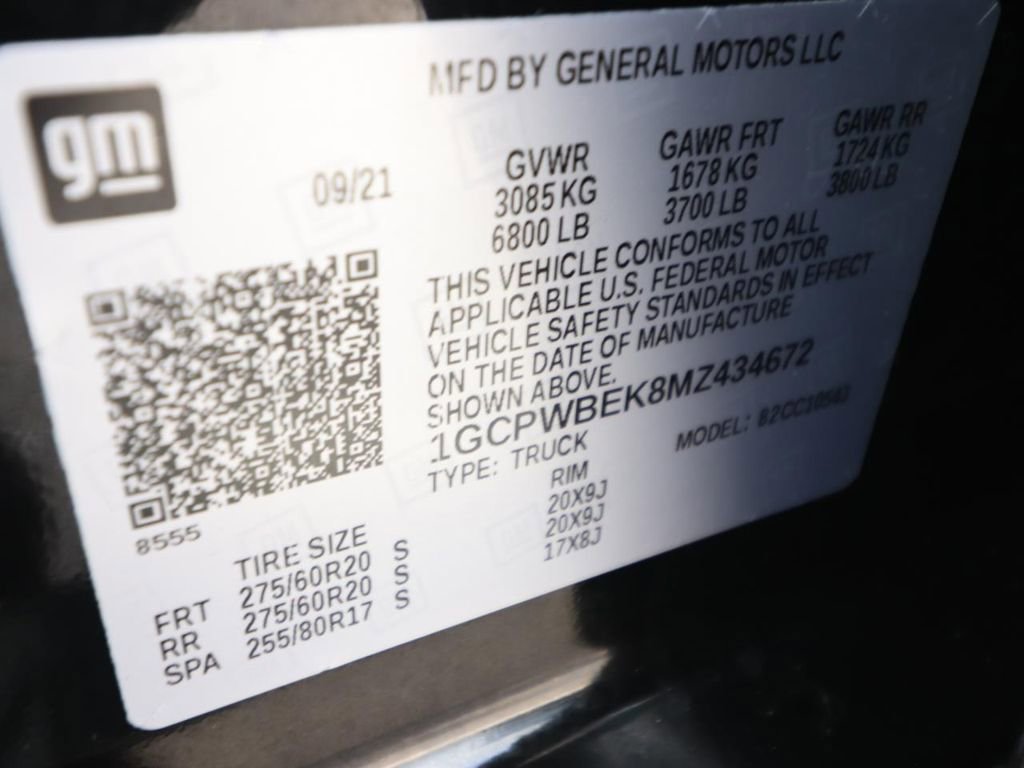 gm
MFD BY GENERAL MOTORS LLC
09/21
GVWR
3085 KG
6800 LB
GAWR FRT
1678 KG
3700 LB
GAWR RR
1724 KG
3800 LB
THIS VEHICLE CONFORMS TO ALL
APPLICABLE U.S. FEDERAL MOTOR
VEHICLE SAFETY STANDARDS IN EFFECT
ON THE DATE OF MANUFACTURE
SHOWN ABOVE.
1GCPWBEK8MZ434672
TYPE: TRUCK
MODEL:
8555
TIRE SIZE
RIM
FRT 275/60R20 S 20X9J
RR 275/60R20 S 20X9J
SPA 255/80R17 S 17X8J